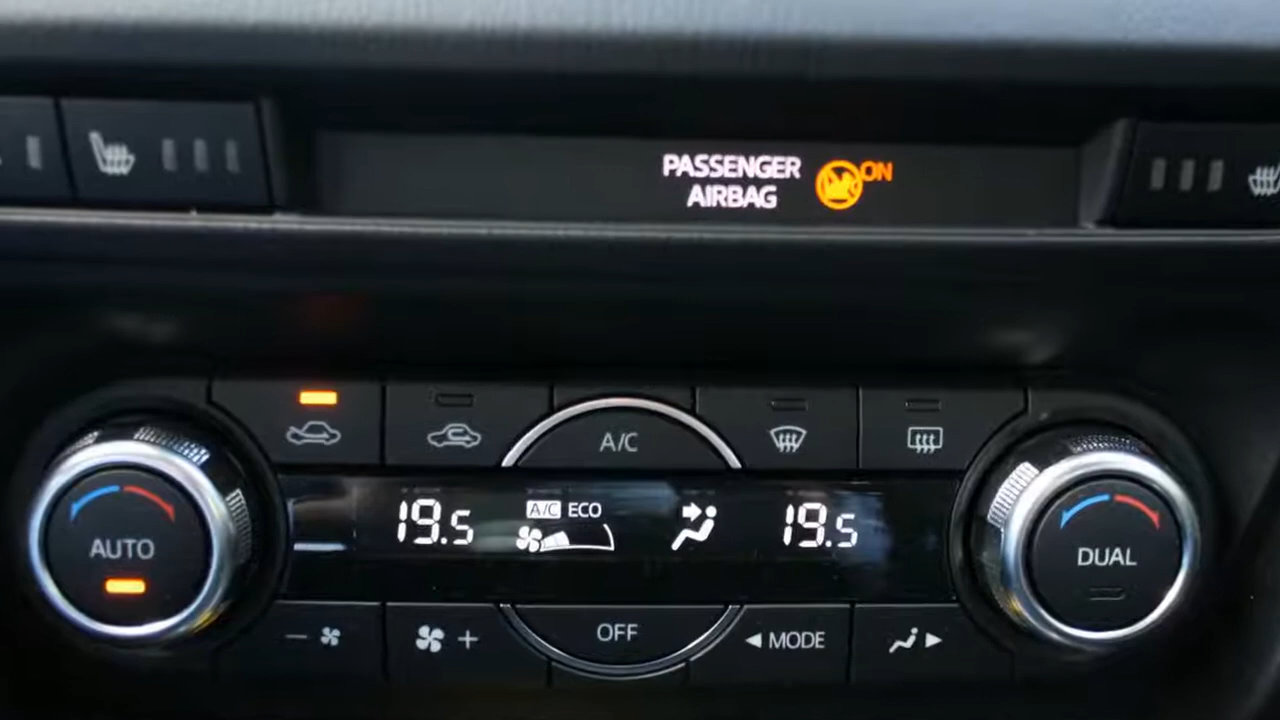 PASSENGER
AIRBAG
ON
A/C
19.5
A/C ECO
19.5
AUTO
DUAL
− +
OFF
◀ MODE ▶